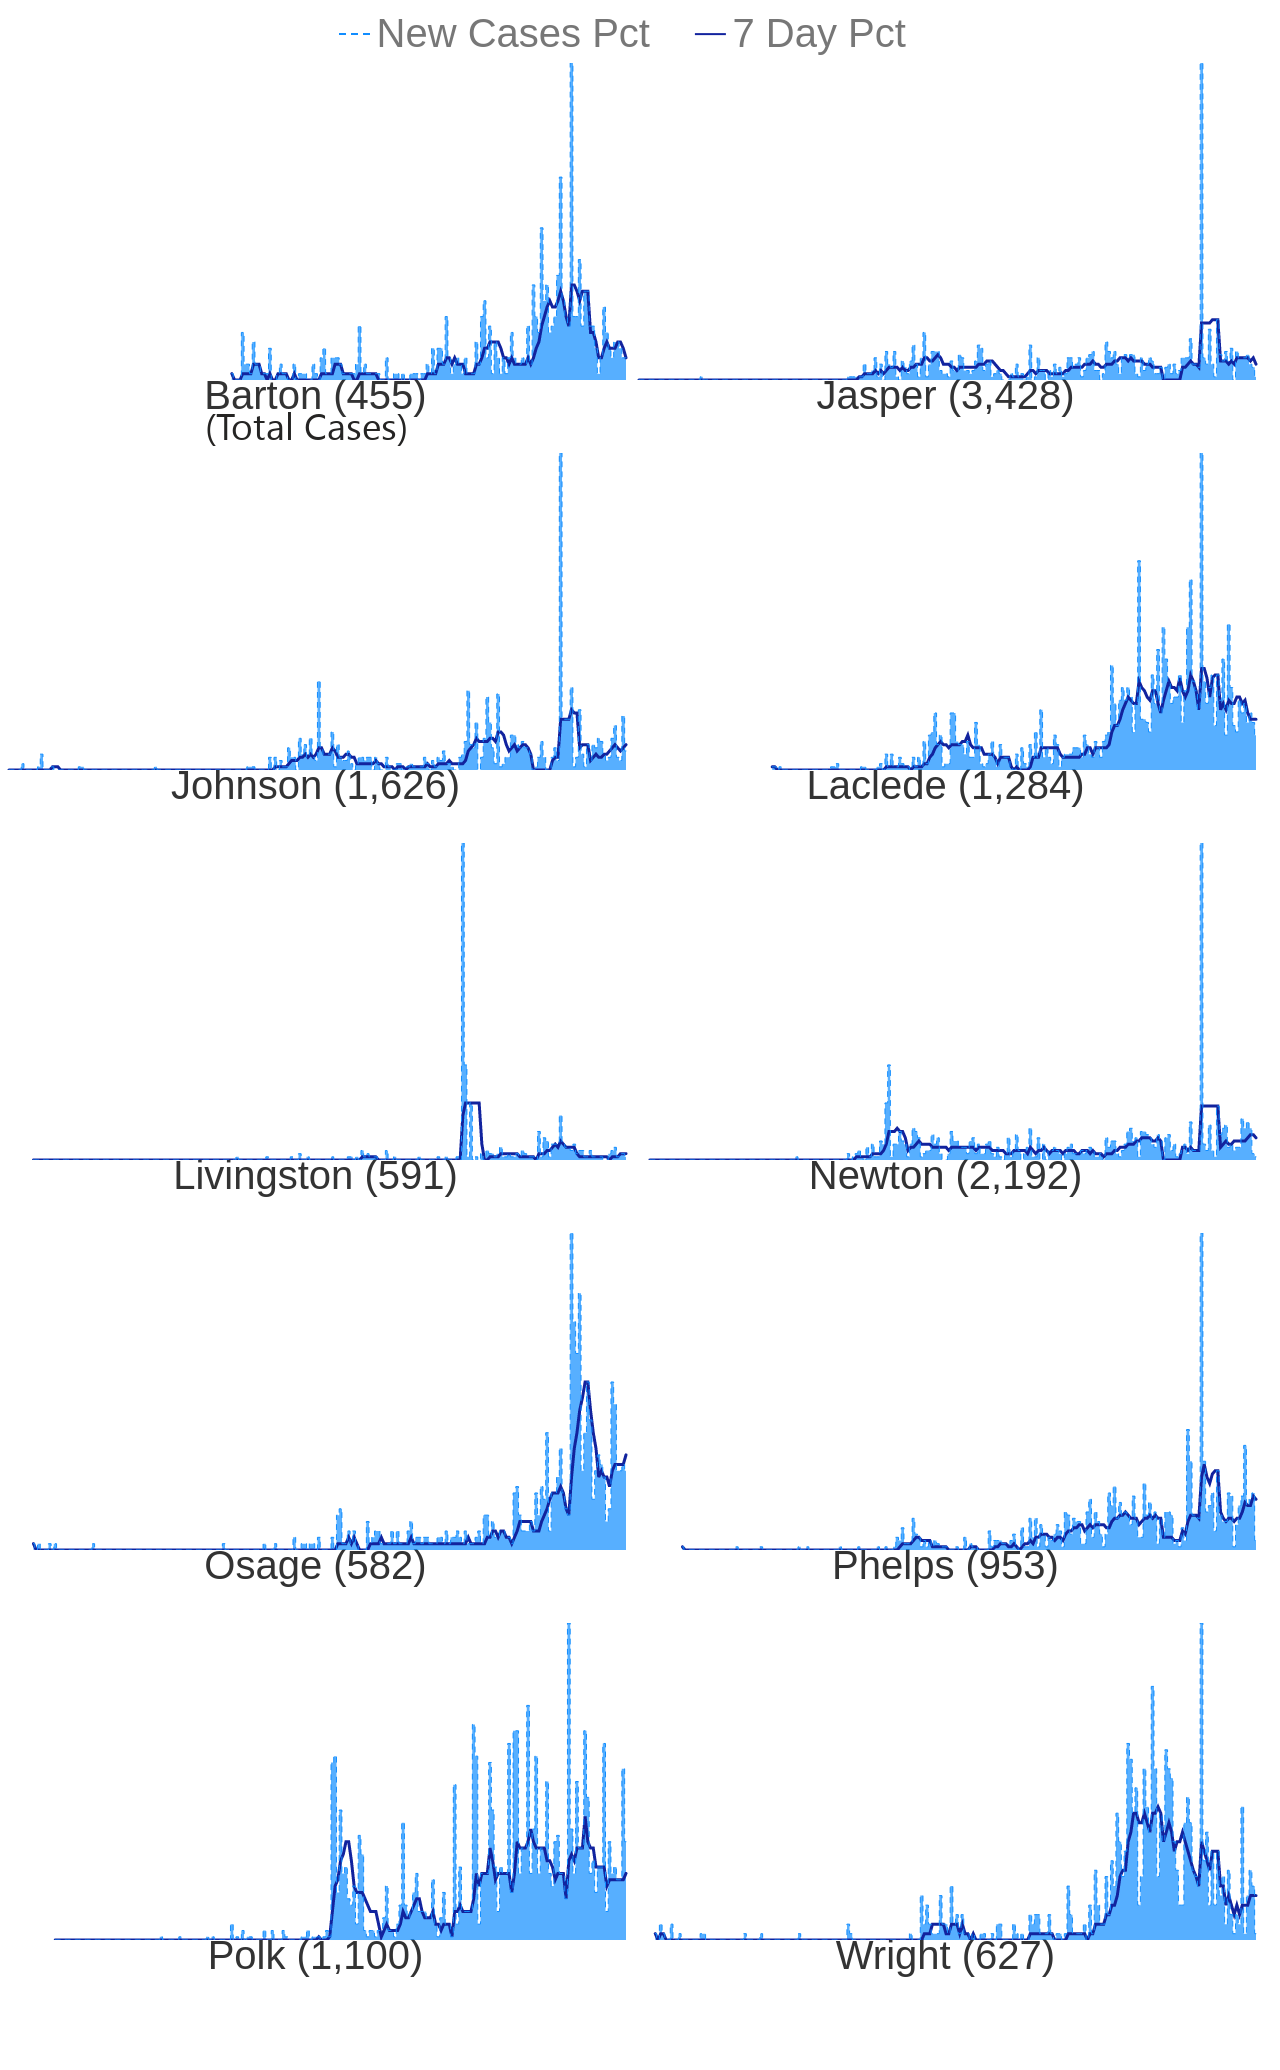 New Cases Pct 7 Day Pct
Barton (455)
(Total Cases)
Jasper (3,428)
Johnson (1,626)
Laclede (1,284)
Livingston (591)
Newton (2,192)
Osage (582)
Phelps (953)
Polk (1,100)
Wright (627)